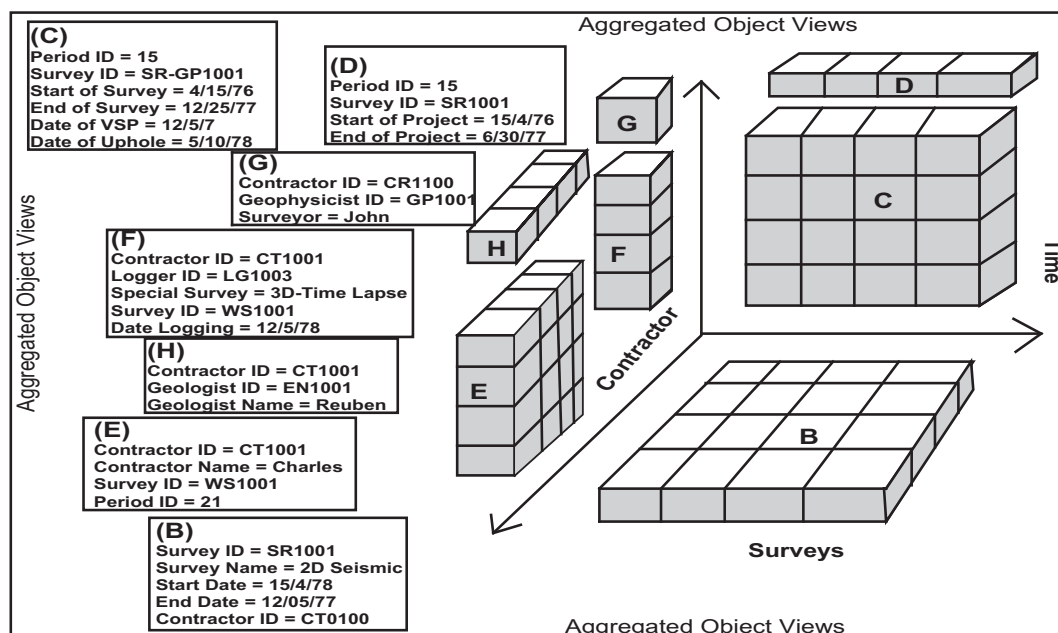 Aggregated Object Views
(C)
Period ID = 15
Survey ID = SR-GP1001
Start of Survey = 4/15/76
End of Survey = 12/25/77
Date of VSP = 12/5/7
Date of Uphole = 5/10/78
(D)
Period ID = 15
Survey ID = SR1001
Start of Project = 15/4/76
End of Project = 6/30/77
(G)
Contractor ID = CR1100
Geophysicist ID = GP1001
Surveyor = John
(F)
Contractor ID = CT1001
Logger ID = LG1003
Special Survey = 3D-Time Lapse
Survey ID = WS1001
Date Logging = 12/5/78
(H)
Contractor ID = CT1001
Geologist ID = EN1001
Geologist Name = Reuben
(E)
Contractor ID = CT1001
Contractor Name = Charles
Survey ID = WS1001
Period ID = 21
(B)
Survey ID = SR1001
Survey Name = 2D Seismic
Start Date = 15/4/78
End Date = 12/05/77
Contractor ID = CT0100
Aggregated Object Views
G
D
C
H
F
E
B
Time
Contractor
Surveys
Aggregated Object Views